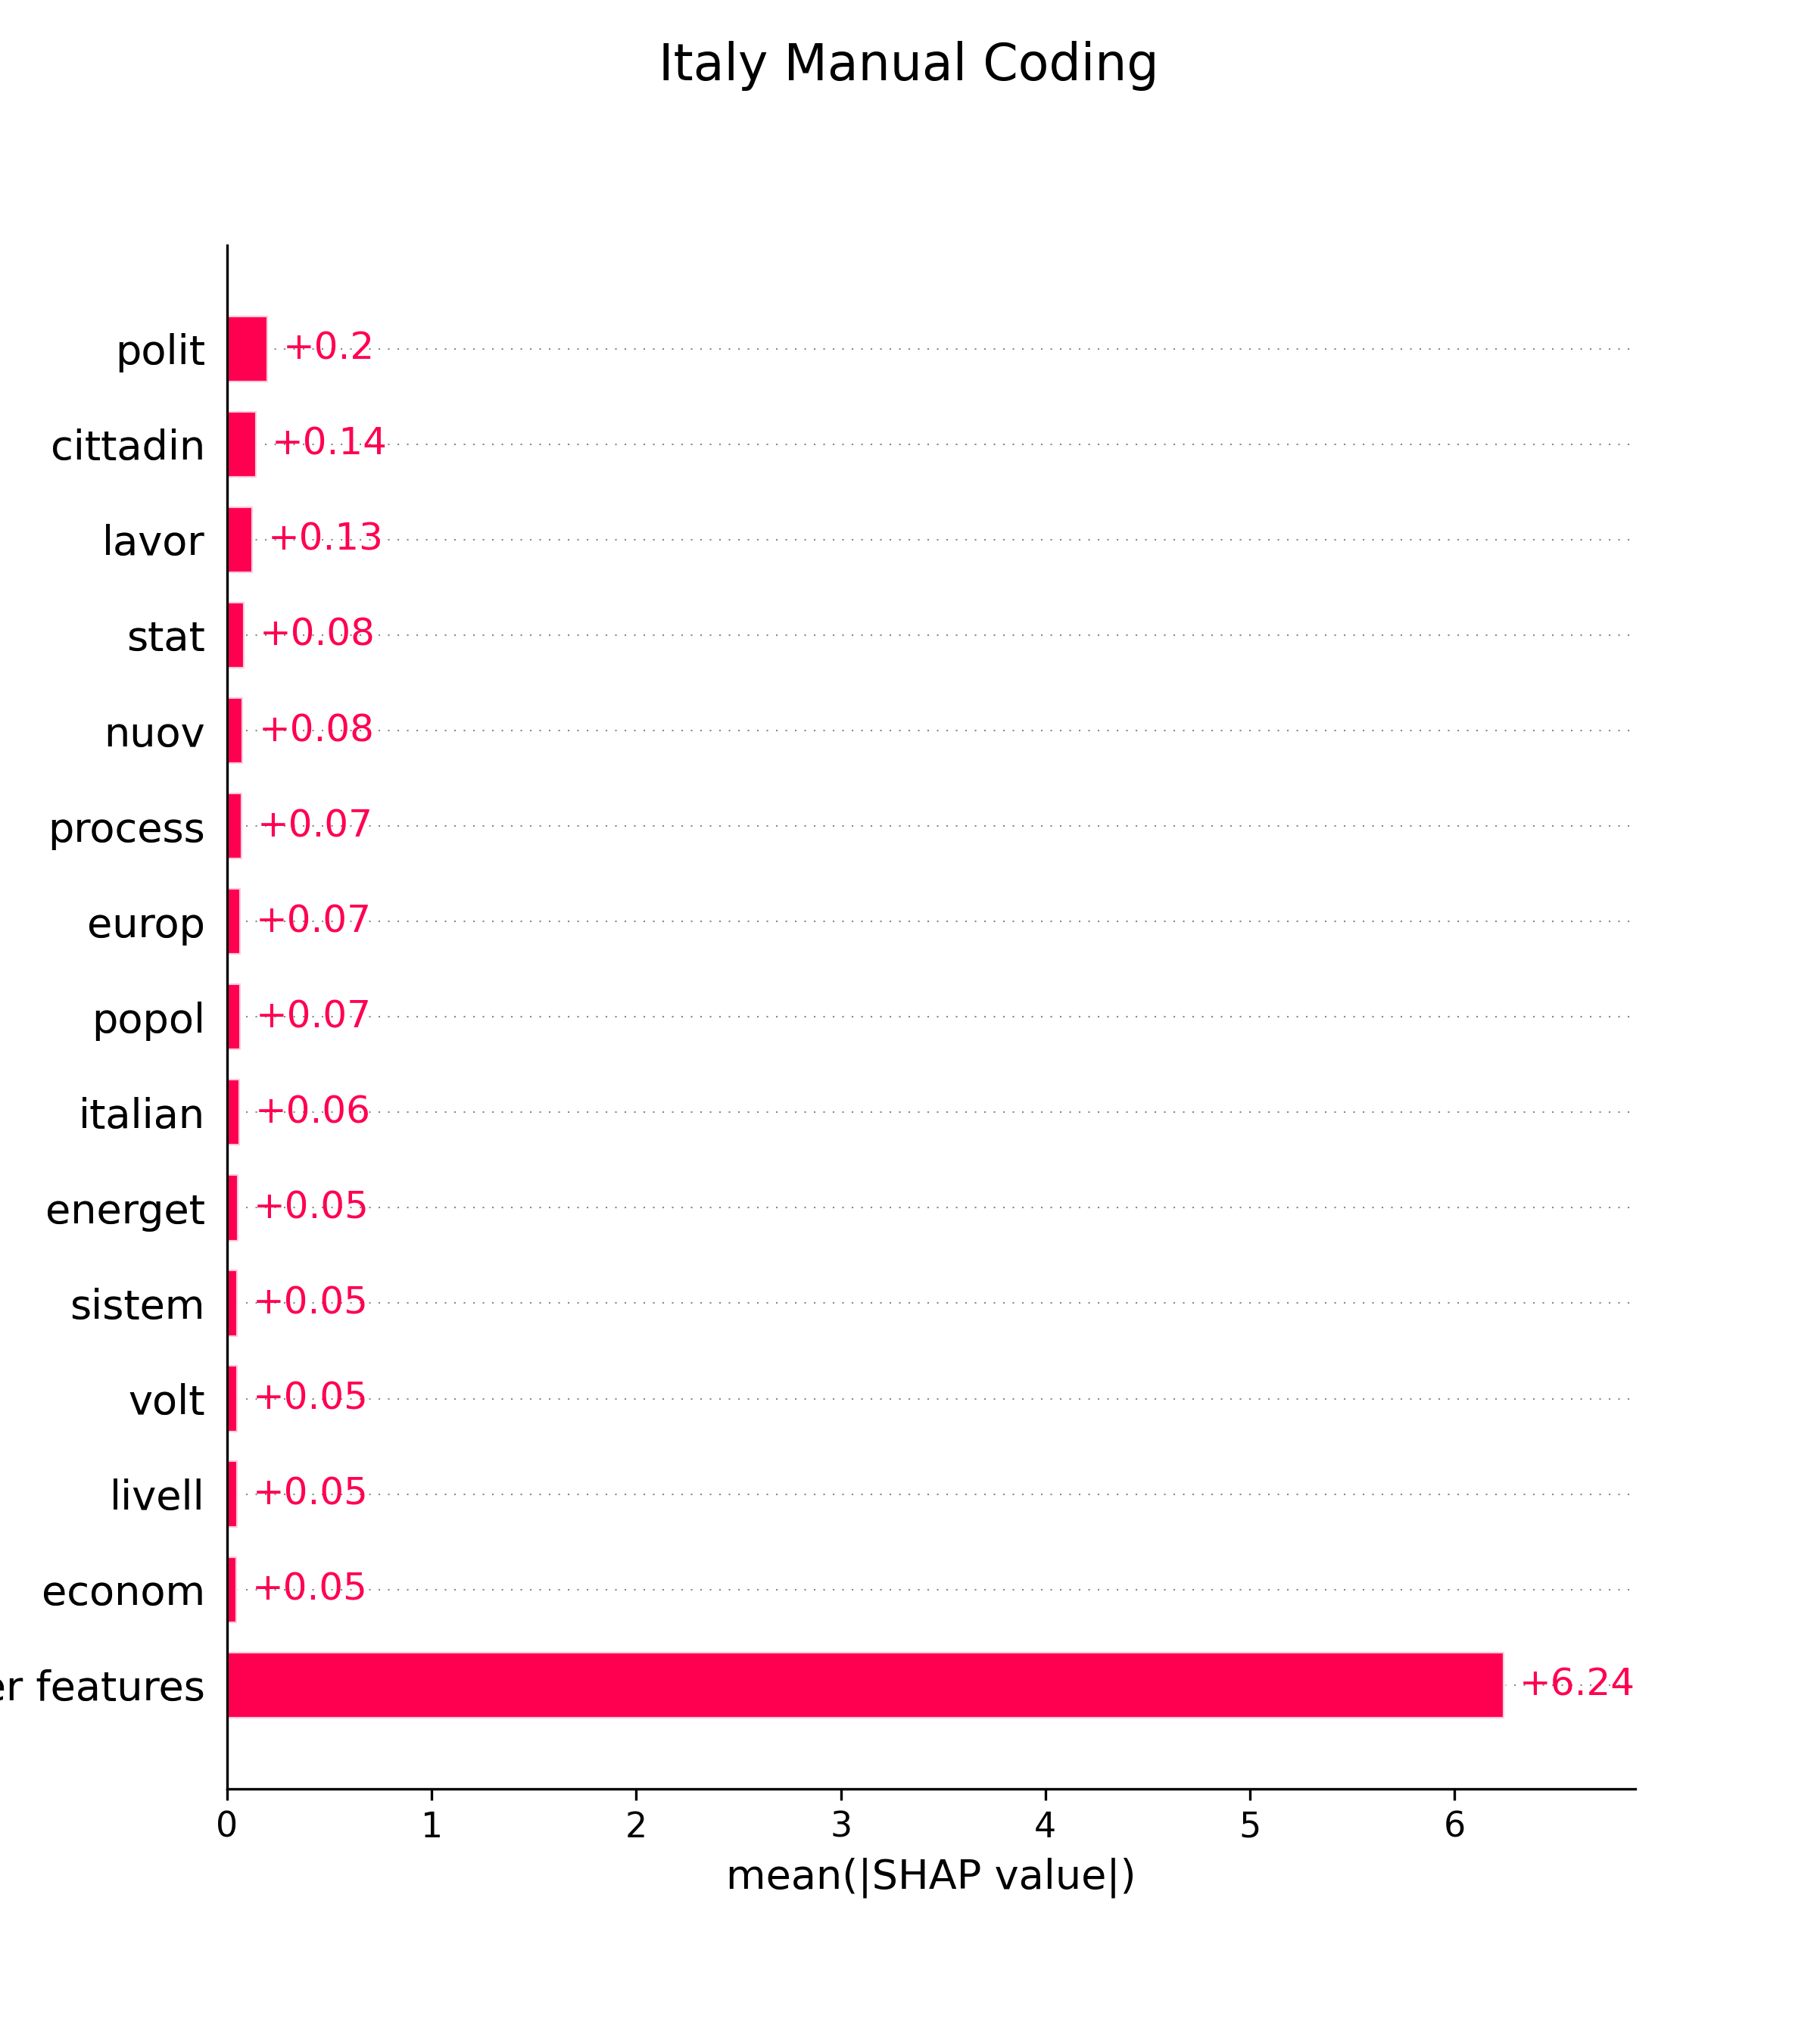 Italy Manual Coding
polit +0.2
cittadin +0.14
lavor +0.13
stat +0.08
nuov +0.08
process +0.07
europ +0.07
popol +0.07
italian +0.06
energet +0.05
sistem +0.05
volt +0.05
livell +0.05
econom +0.05
features +6.24
0 1 2 3 4 5 6
mean(|SHAP value|)